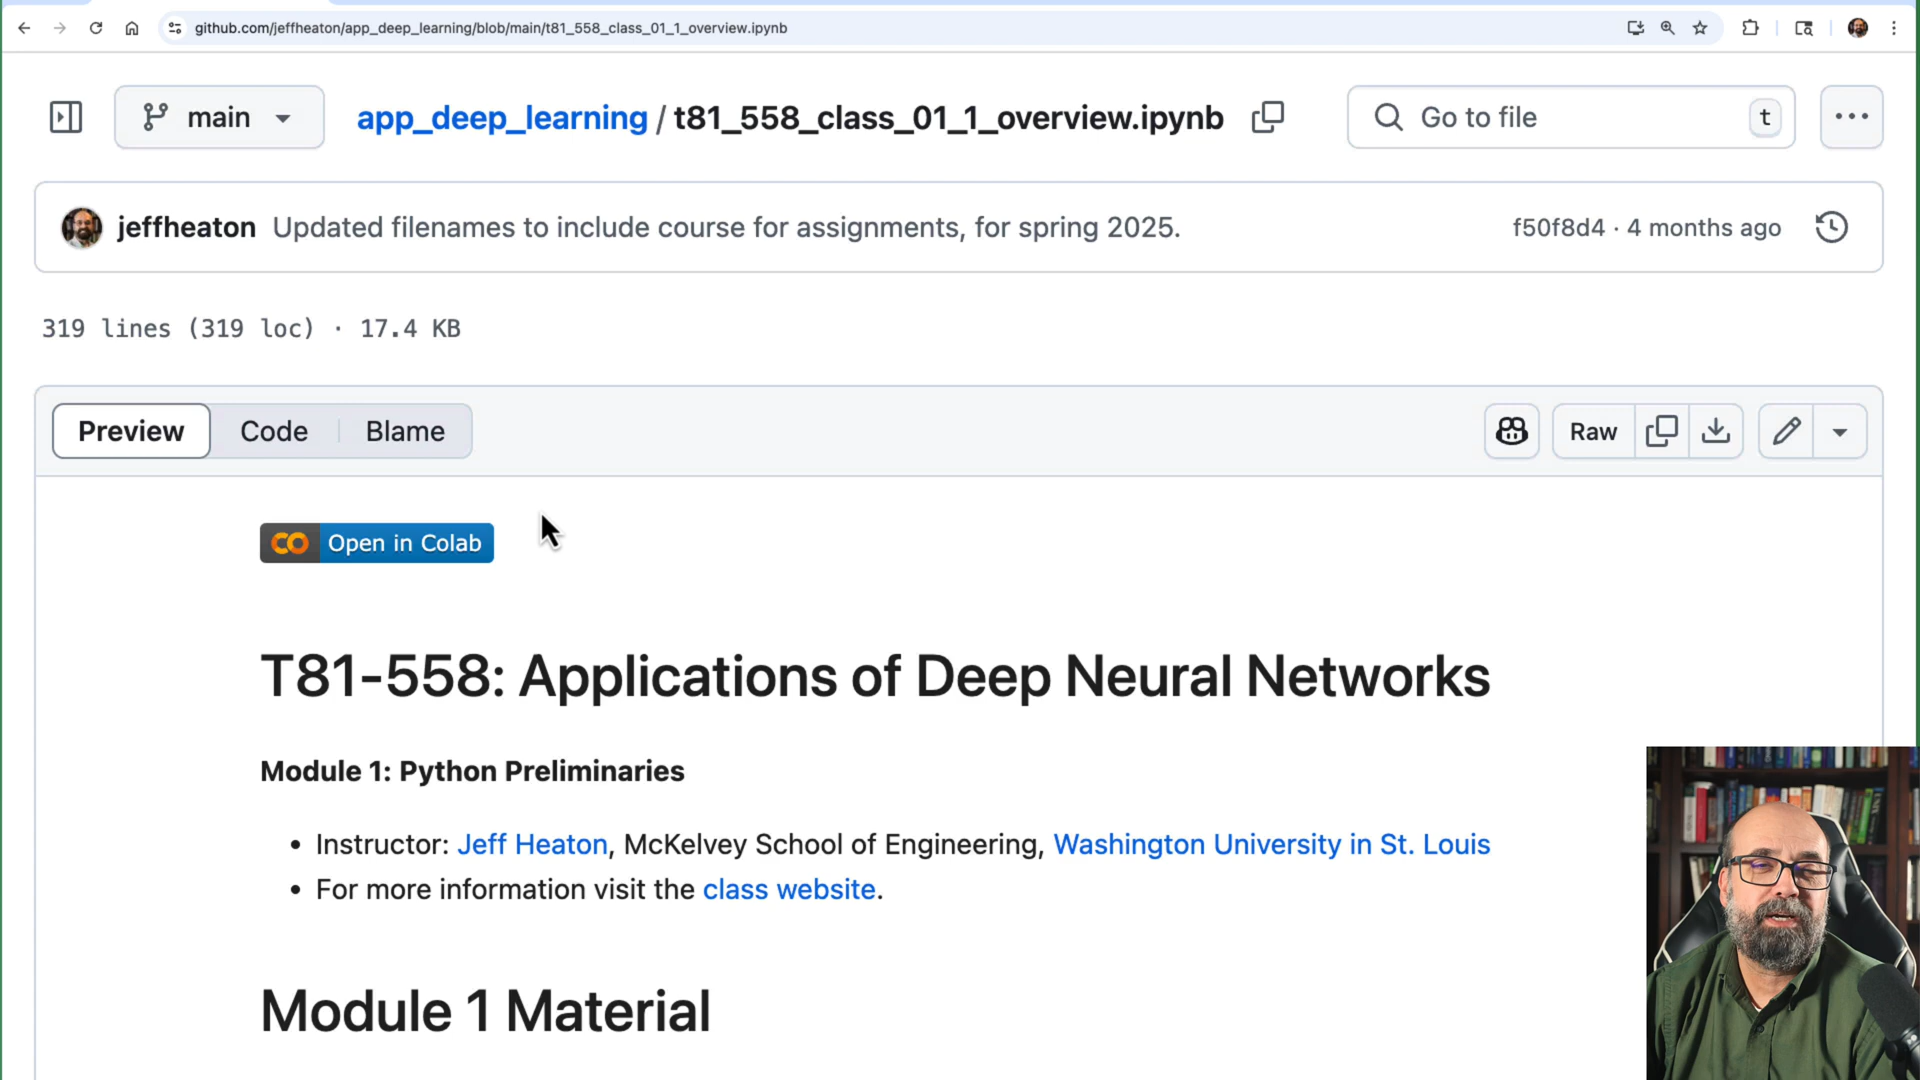 github.com/jeffheaton/app_deep_learning/blob/main/t81_558_class_01_1_overview.ipynb
main
app_deep_learning / t81_558_class_01_1_overview.ipynb
Go to file
t
jeffheaton Updated filenames to include course for assignments, for spring 2025.
f50f8d4 · 4 months ago
319 lines (319 loc) · 17.4 KB
Preview Code Blame
Raw
Open in Colab
T81-558: Applications of Deep Neural Networks
Module 1: Python Preliminaries
• Instructor: Jeff Heaton, McKelvey School of Engineering, Washington University in St. Louis
• For more information visit the class website.
Module 1 Material